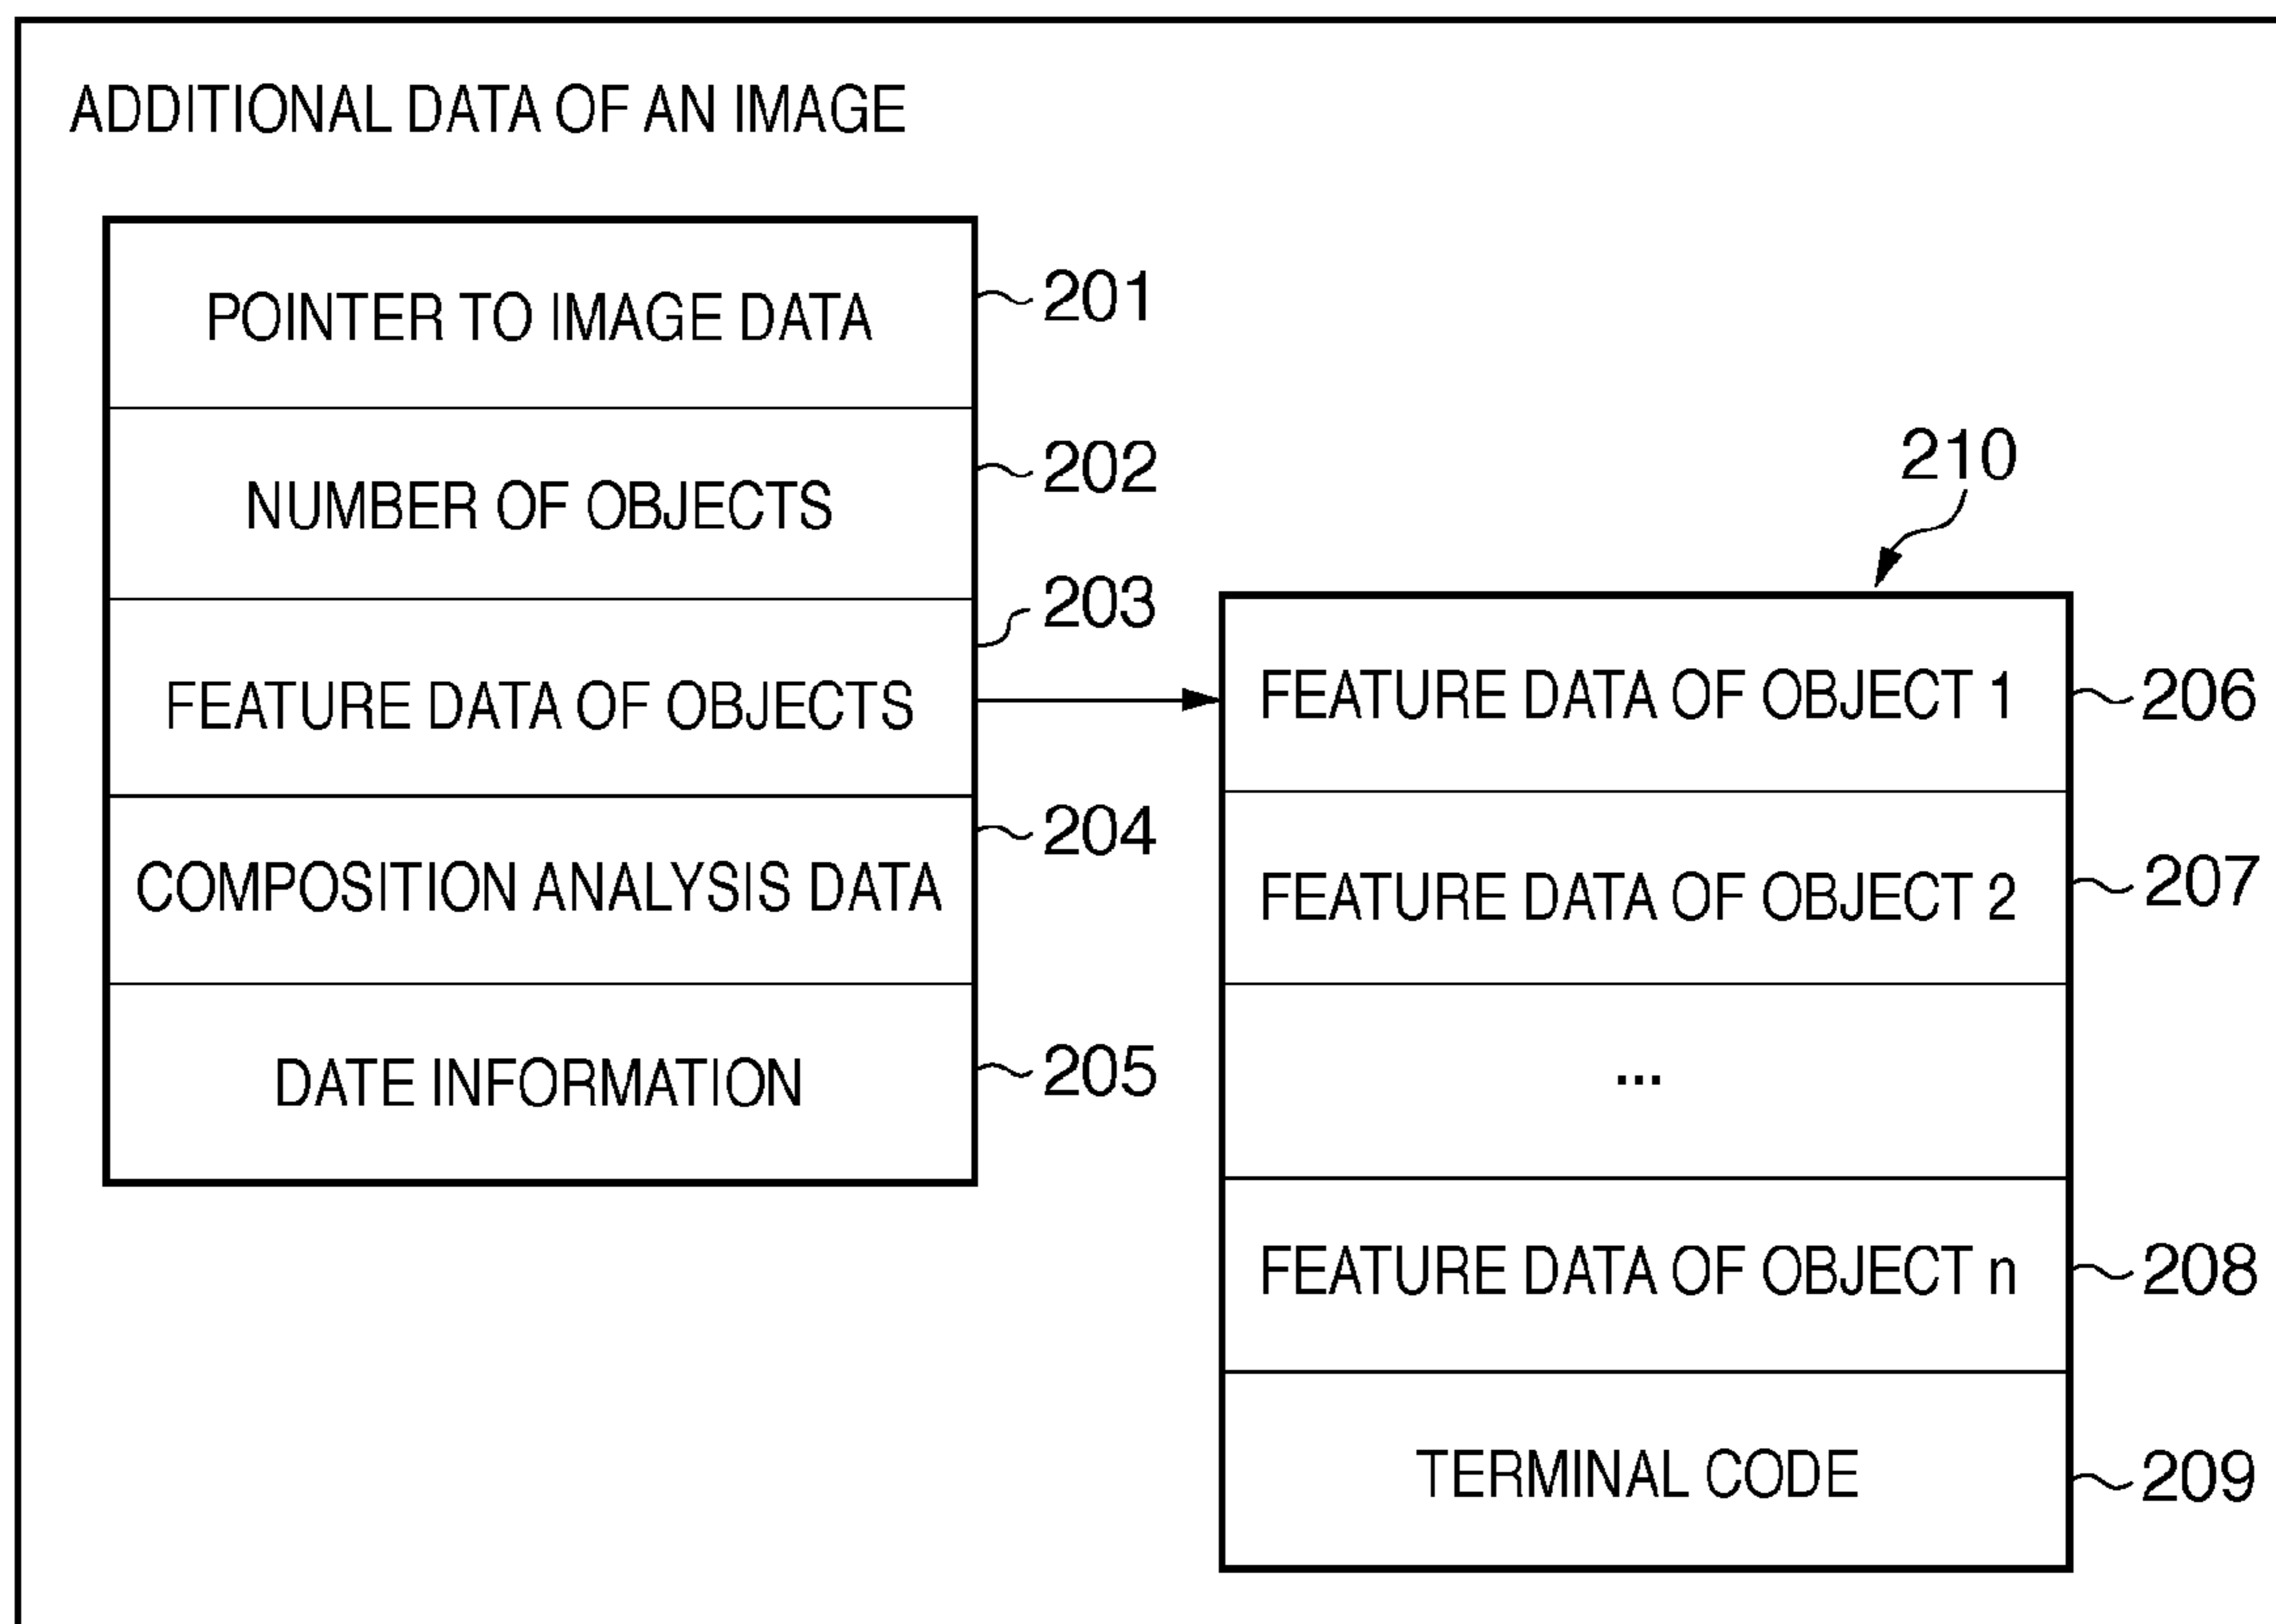 ADDITIONAL DATA OF AN IMAGE
POINTER TO IMAGE DATA
201
NUMBER OF OBJECTS
202
FEATURE DATA OF OBJECTS
203
COMPOSITION ANALYSIS DATA
204
DATE INFORMATION
205
210
FEATURE DATA OF OBJECT 1
206
FEATURE DATA OF OBJECT 2
207
...
FEATURE DATA OF OBJECT n
208
TERMINAL CODE
209